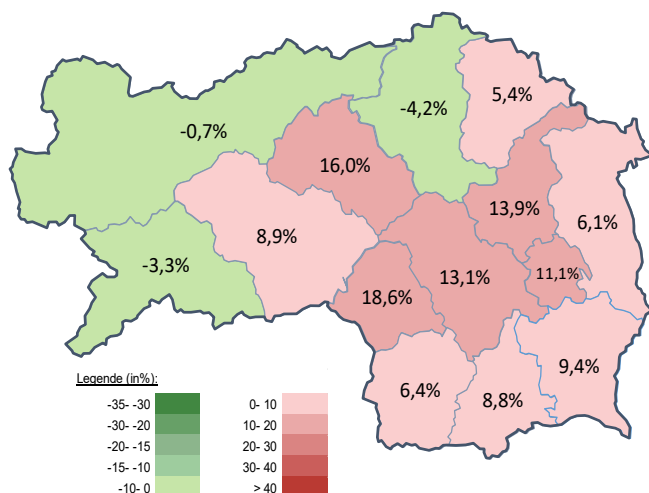 5,4%
-4,2%
-0,7%
16,0%
13,9%
6,1%
8,9%
-3,3%
11,1%
13,1%
18,6%
9,4%
6,4%
8,8%
Legende (in%):
-35- -30 0- 10
-30- -20 10- 20
-20- -15 20- 30
-15- -10 30- 40
-10- 0 > 40